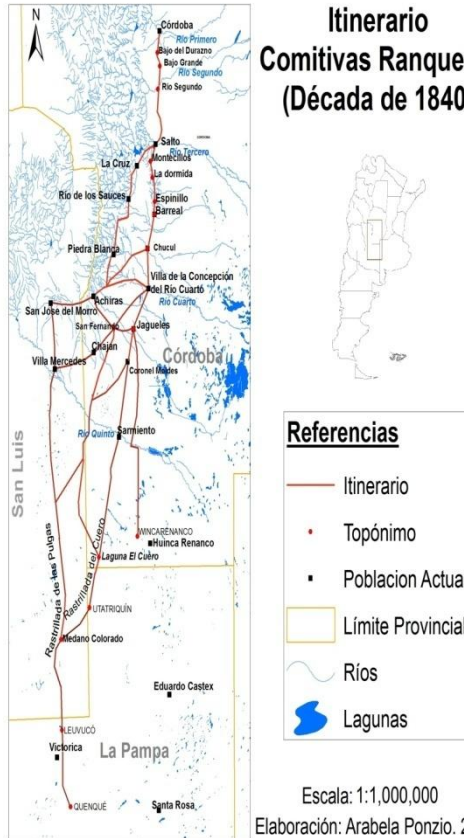 Itinerario
Comitivas Ranque
(Década de 1840
N
Córdoba
Río Primero
Bajo del Durazno
Bajo Grande
Río Segundo
Río Segundo
Salto
Río Tercero
Montecillos
La Cruz
La dormida
Río de los Sauces
Espinillo
Barreal
Chucul
Piedra Blanca
Villa de la Concepción
del Río Cuarto
Río Cuarto
Achiras
San Jose del Morro
San Fernando
Jagueles
Chaján
Córdoba
Villa Mercedes
Coronel Moldes
Río Quinto
Sarmiento
San Luis
WINCARENANCO
Huinca Renanco
Rastrillada de las Pulgas
Rastrillada del Cuero
Laguna El Cuero
UTATRIQUÍN
Medano Colorado
Eduardo Castex
LEUVUCÓ
Victorica
La Pampa
QUENQUÉ
Santa Rosa
Referencias
Itinerario
Topónimo
Poblacion Actua
Límite Provincial
Ríos
Lagunas
Escala: 1:1,000,000
Elaboración: Arabela Ponzio.